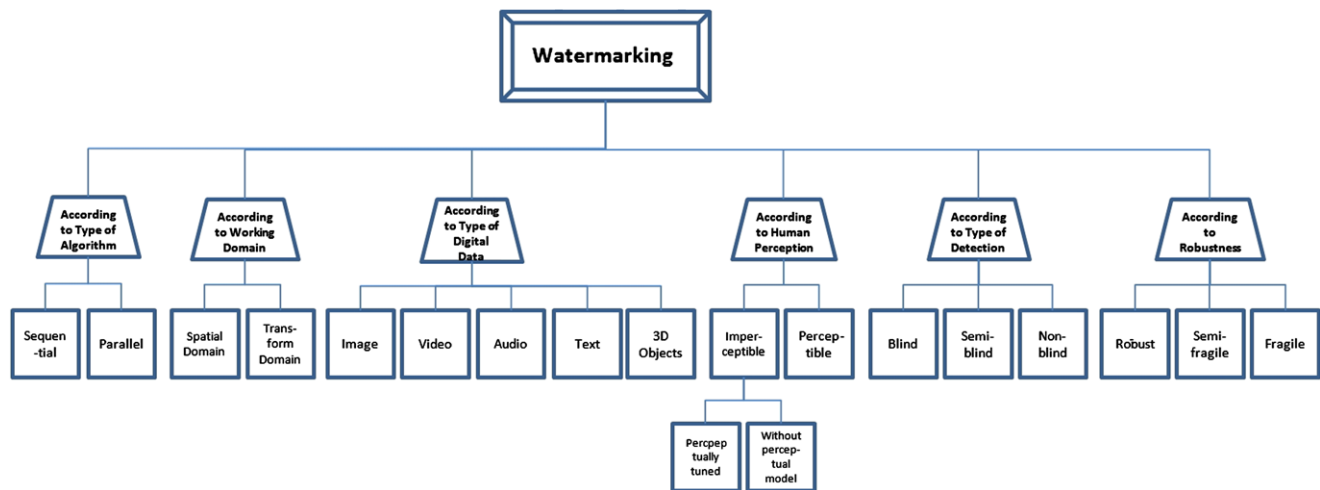 Watermarking
According
to Type of
Algorithm
According
to Working
Domain
According
to Type of
Digital
Data
According
to Human
Perception
According
to Type of
Detection
According
to
Robustness
Sequen
-tial
Parallel
Spatial
Domain
Trans-
form
Domain
Image
Video
Audio
Text
3D
Objects
Imper-
ceptible
Percep-
tible
Blind
Semi-
blind
Non-
blind
Robust
Semi-
fragile
Fragile
Percpep
tually
tuned
Without
percep-
tual
model